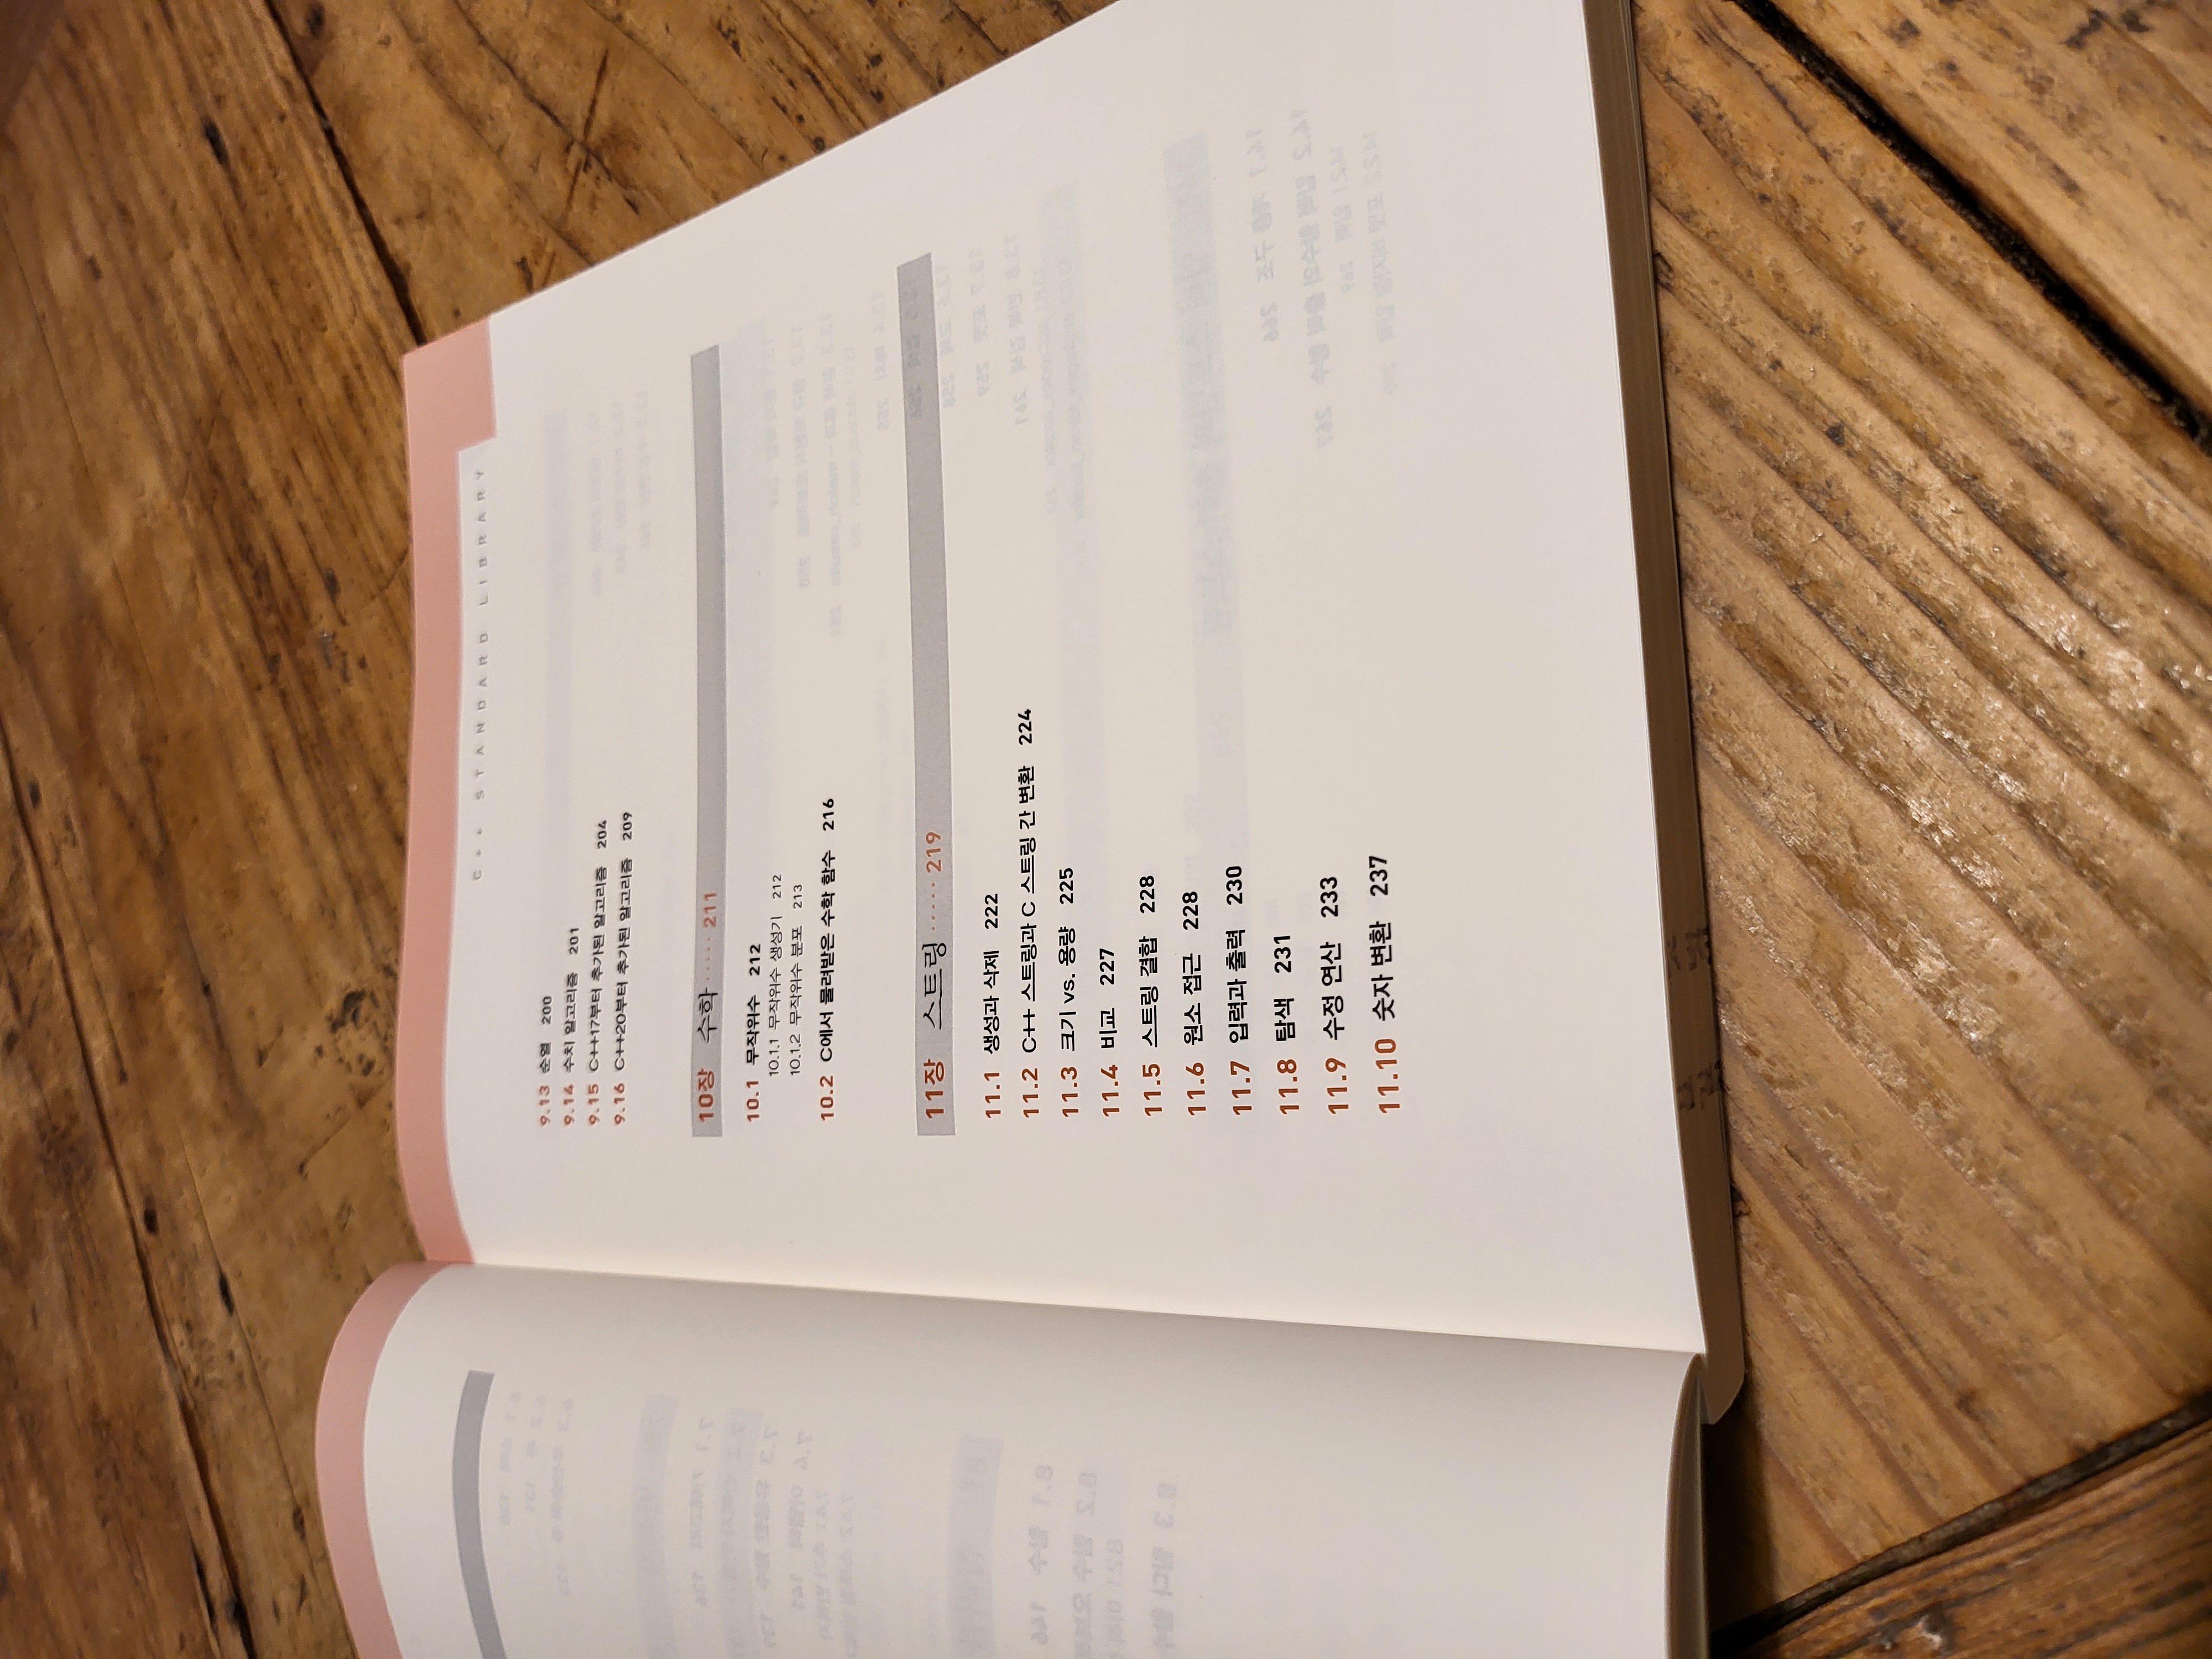 C++ STANDARD LIBRARY
9.13 순열 200
9.14 수치 알고리즘 201
9.15 C++17부터 추가된 알고리즘 204
9.16 C++20부터 추가된 알고리즘 209
10장 수학 ····· 211
10.1 무작위수 212
10.1.1 무작위수 생성기 212
10.1.2 무작위수 분포 213
10.2 C에서 물려받은 수학 함수 216
11장 스트링 ····· 219
11.1 생성과 삭제 222
11.2 C++ 스트링과 C 스트링 간 변환 224
11.3 크기 vs. 용량 225
11.4 비교 227
11.5 스트링 결합 228
11.6 원소 접근 228
11.7 입력과 출력 230
11.8 탐색 231
11.9 수정 연산 233
11.10 숫자 변환 237